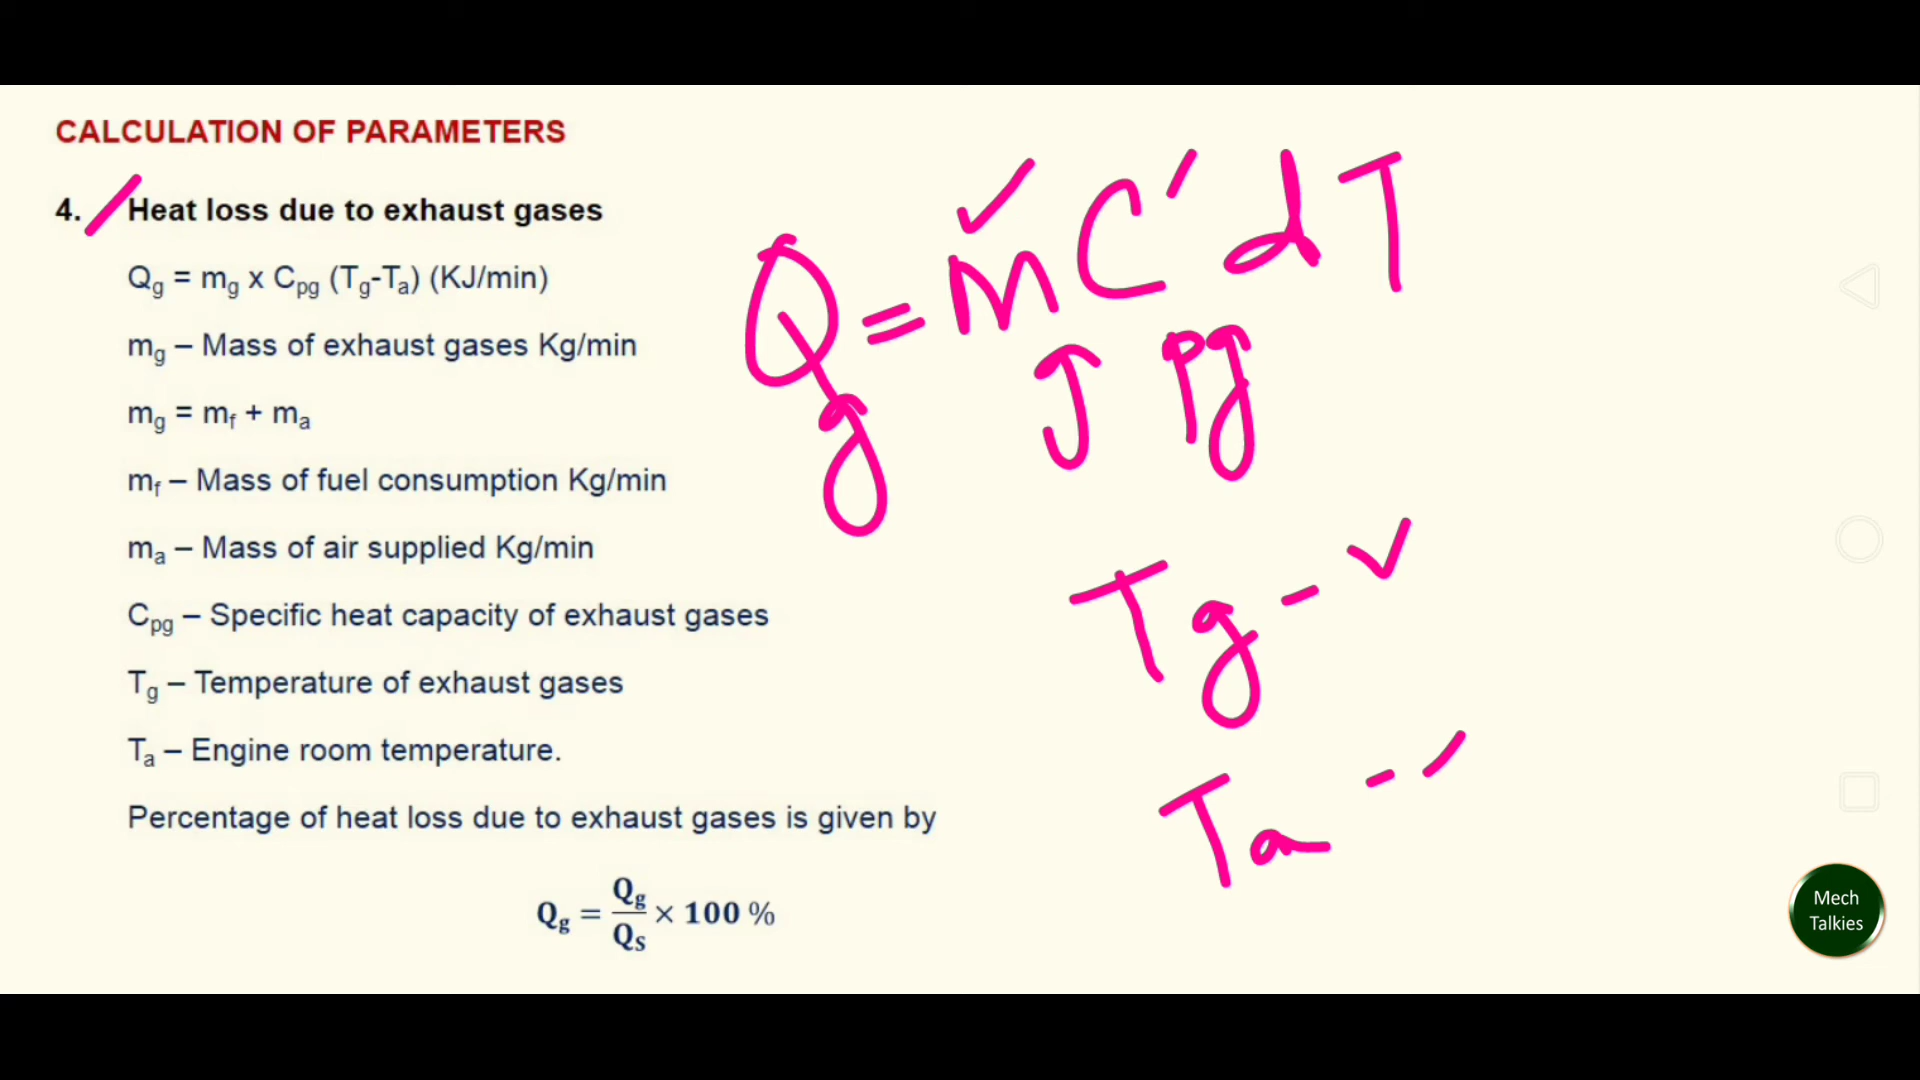 CALCULATION OF PARAMETERS
4. Heat loss due to exhaust gases
Qg = mg x Cpg (Tg-Ta) (KJ/min)
mg – Mass of exhaust gases Kg/min
mg = mf + ma
mf – Mass of fuel consumption Kg/min
ma – Mass of air supplied Kg/min
Cpg – Specific heat capacity of exhaust gases
Tg – Temperature of exhaust gases
Ta – Engine room temperature.
Percentage of heat loss due to exhaust gases is given by
Qg = Qg/QS × 100 %
Qg = mg Cpg dT
Tg - ✓
Ta -
Mech
Talkies